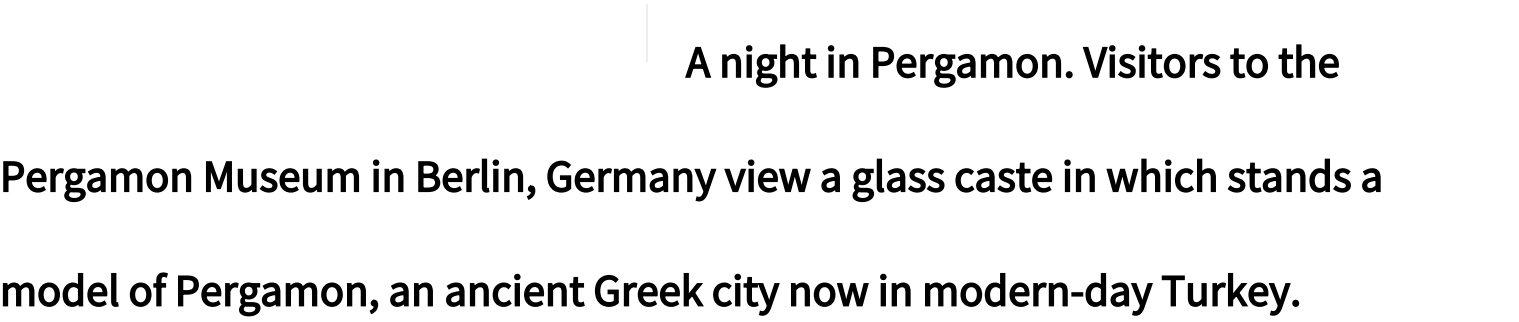 A night in Pergamon. Visitors to the
Pergamon Museum in Berlin, Germany view a glass caste in which stands a
model of Pergamon, an ancient Greek city now in modern-day Turkey.